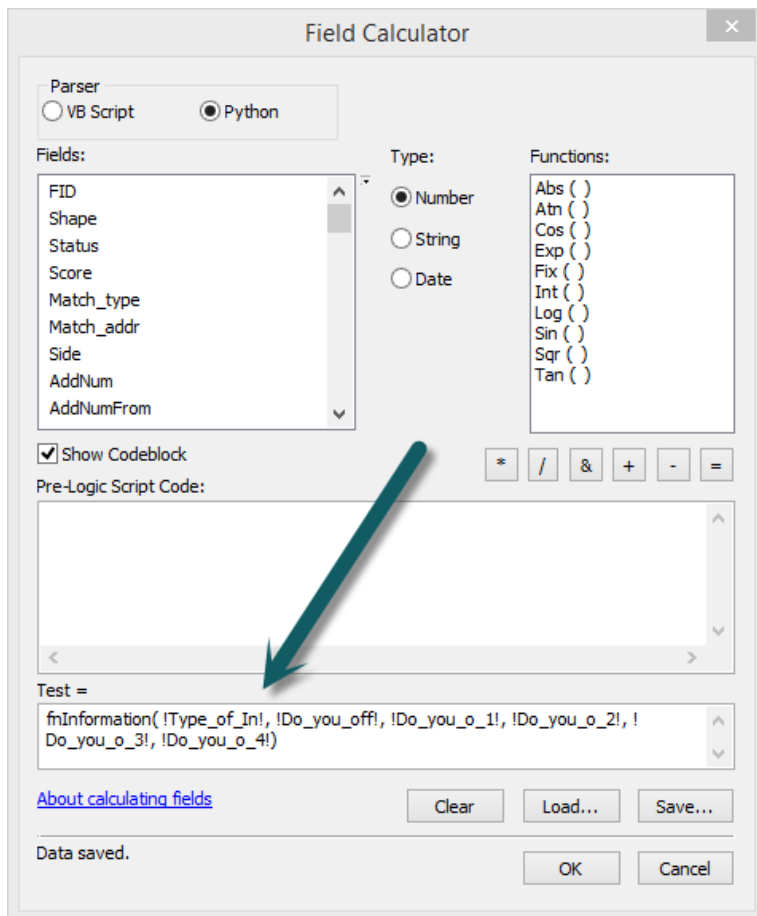 Field Calculator
Parser
VB Script
Python
Fields:
FID
Shape
Status
Score
Match_type
Match_addr
Side
AddNum
AddNumFrom
Type:
Number
String
Date
Functions:
Abs ( )
Atn ( )
Cos ( )
Exp ( )
Fix ( )
Int ( )
Log ( )
Sin ( )
Sqr ( )
Tan ( )
Show Codeblock
* / & + - =
Pre-Logic Script Code:
Test =
fnInformation( !Type_of_In!, !Do_you_off!, !Do_you_o_1!, !Do_you_o_2!, !
Do_you_o_3!, !Do_you_o_4!)
About calculating fields
Clear
Load...
Save...
Data saved.
OK
Cancel